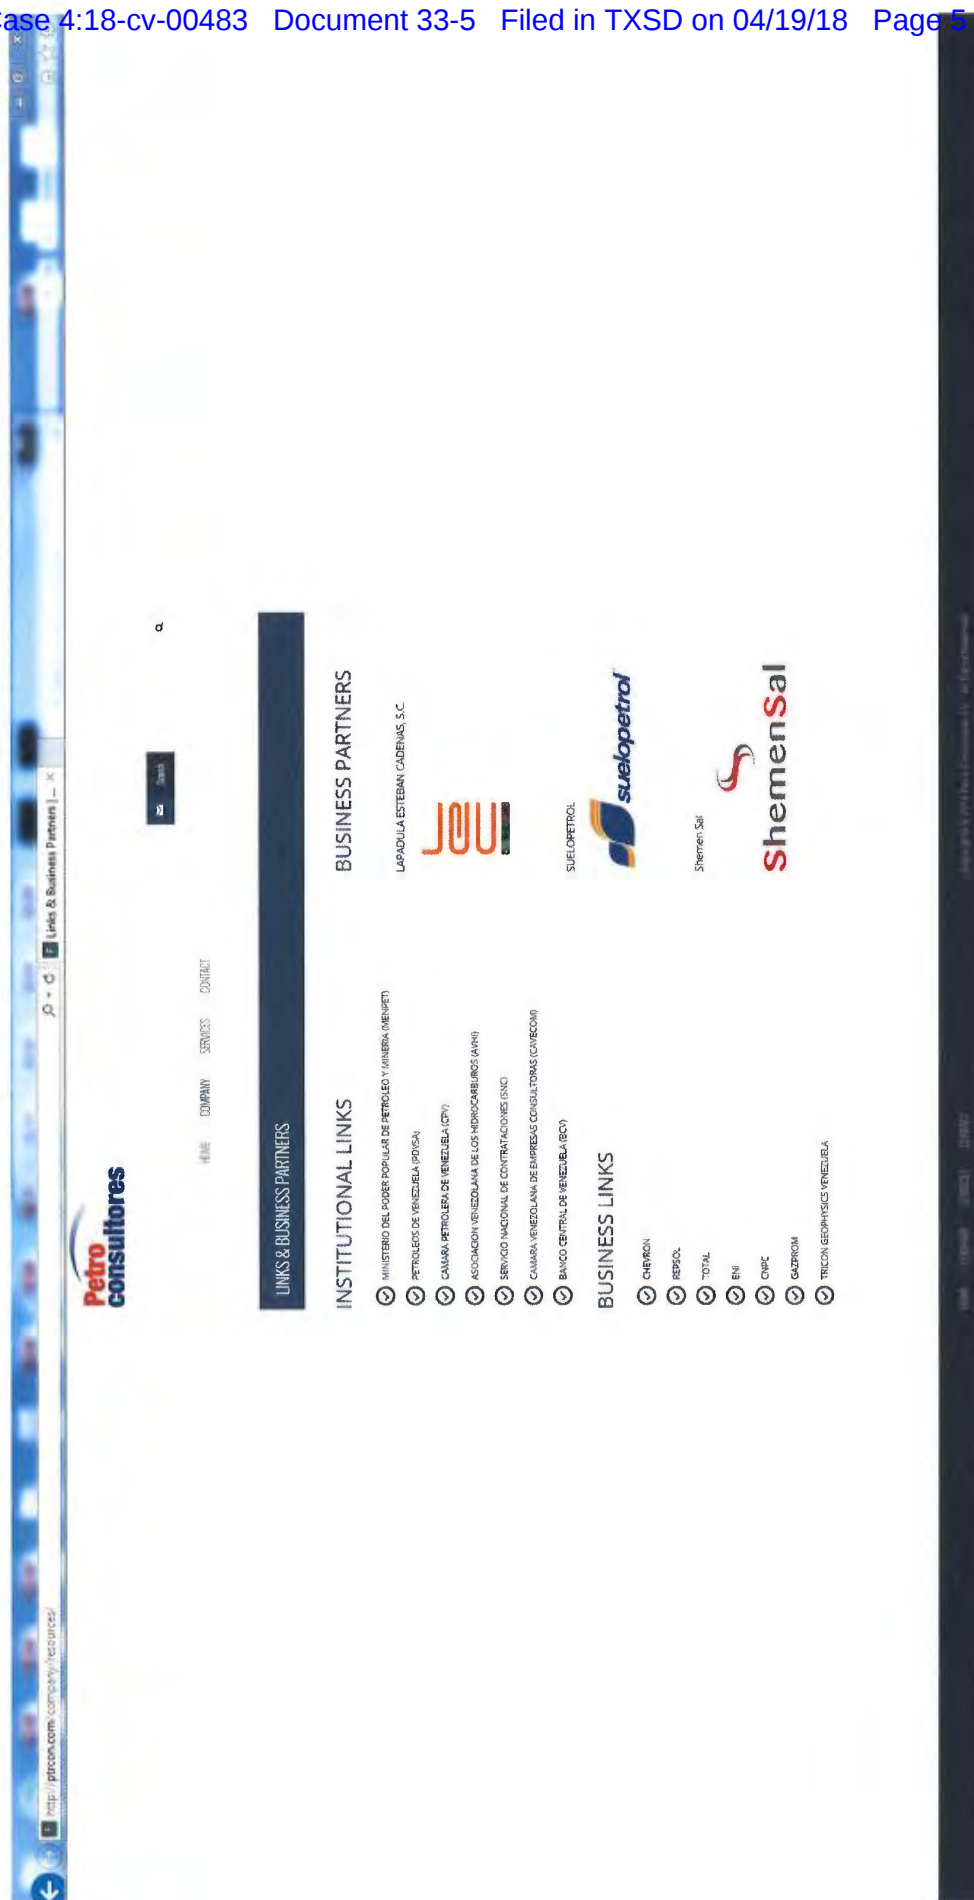 ase 4:18-cv-00483 Document 33-5 Filed in TXSD on 04/19/18 Page 5
http://ptrcon.com/company/resources/
Links & Business Partners | ...
Petro
consultores
Search
HOME COMPANY SERVICES CONTACT
LINKS & BUSINESS PARTNERS
INSTITUTIONAL LINKS
MINISTERIO DEL PODER POPULAR DE PETROLEO Y MINERIA (MENPET)
PETROLEOS DE VENEZUELA (PDVSA)
CAMARA PETROLERA DE VENEZUELA (CPV)
ASOCIACION VENEZOLANA DE LOS HIDROCARBUROS (AVHI)
SERVICIO NACIONAL DE CONTRATACIONES (SNC)
CAMARA VENEZOLANA DE EMPRESAS CONSULTORAS (CAVECOM)
BANCO CENTRAL DE VENEZUELA (BCV)
BUSINESS LINKS
CHEVRON
REPSOL
TOTAL
ENI
CNPC
GAZPROM
TRICON GEOPHYSICS VENEZUELA
BUSINESS PARTNERS
LAPADULA ESTEBAN CADENAS, S.C.
SUELOPETROL
suelopetrol
Shemen Sal
ShemenSal